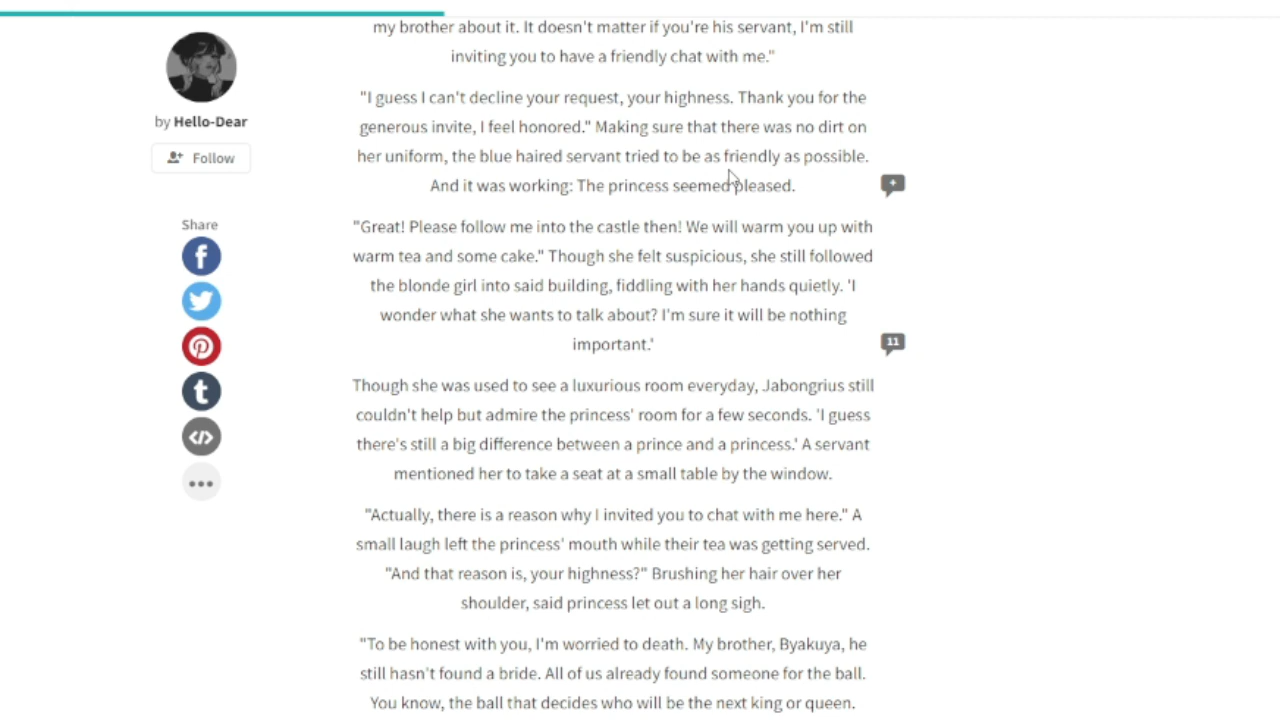 my brother about it. It doesn't matter if you're his servant, I'm still
inviting you to have a friendly chat with me."
by Hello-Dear
Follow
"I guess I can't decline your request, your highness. Thank you for the
generous invite, I feel honored." Making sure that there was no dirt on
her uniform, the blue haired servant tried to be as friendly as possible.
And it was working: The princess seemed pleased.
+
Share
"Great! Please follow me into the castle then! We will warm you up with
warm tea and some cake." Though she felt suspicious, she still followed
the blonde girl into said building, fiddling with her hands quietly. 'I
wonder what she wants to talk about? I'm sure it will be nothing
important.'
11
Though she was used to see a luxurious room everyday, Jabongrius still
couldn't help but admire the princess' room for a few seconds. 'I guess
there's still a big difference between a prince and a princess.' A servant
mentioned her to take a seat at a small table by the window.
"Actually, there is a reason why I invited you to chat with me here." A
small laugh left the princess' mouth while their tea was getting served.
"And that reason is, your highness?" Brushing her hair over her
shoulder, said princess let out a long sigh.
"To be honest with you, I'm worried to death. My brother, Byakuya, he
still hasn't found a bride. All of us already found someone for the ball.
You know, the ball that decides who will be the next king or queen.